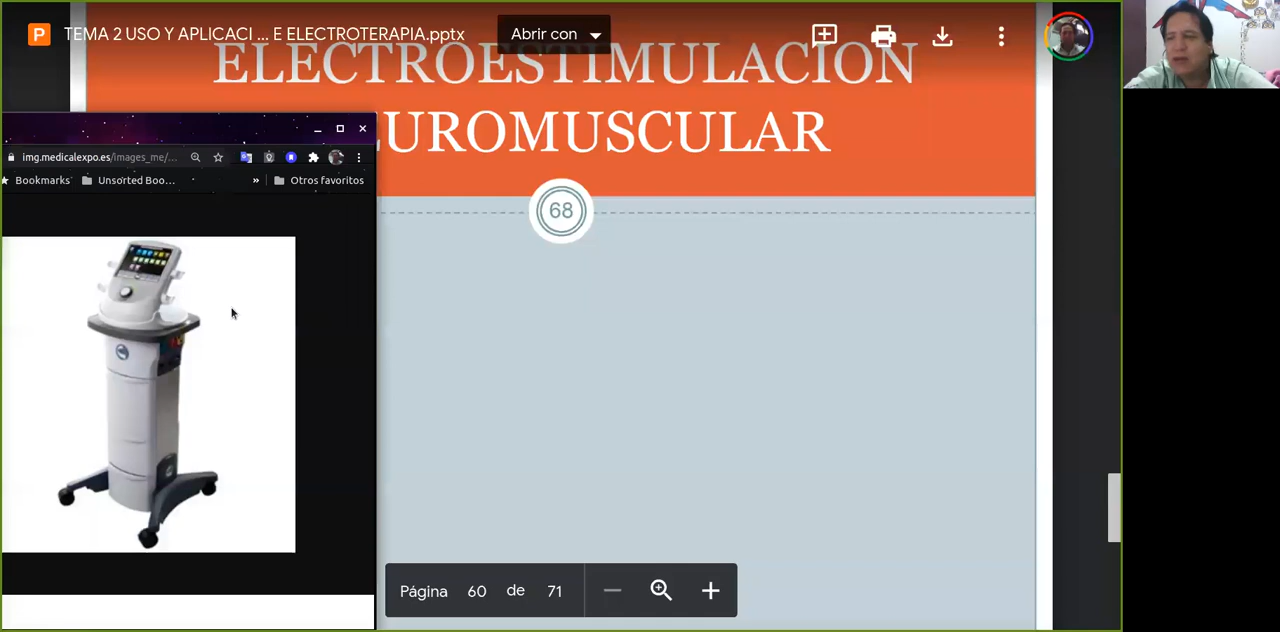 P TEMA 2 USO Y APLICACI ... E ELECTROTERAPIA.pptx
Abrir con
ELECTROESTIMULACION
UROMUSCULAR
68
img.medicalexpo.es/images_me/...
Bookmarks
Unsorted Boo...
»
Otros favoritos
Página 60 de 71